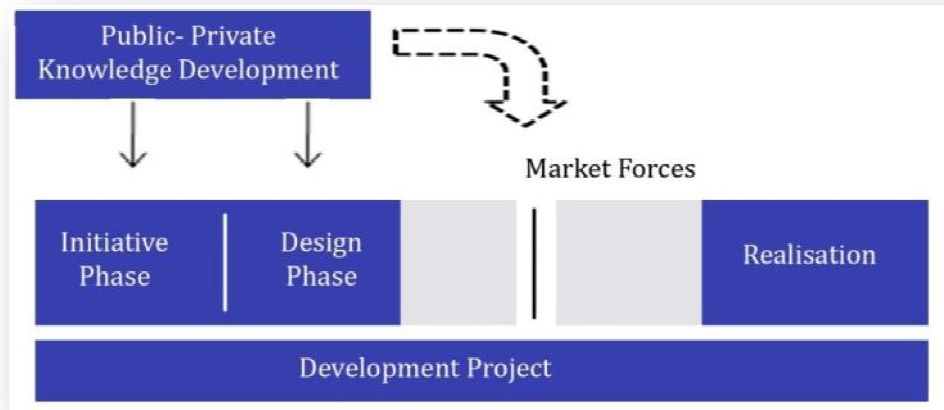 Public- Private
Knowledge Development
Market Forces
Initiative
Phase
Design
Phase
Realisation
Development Project